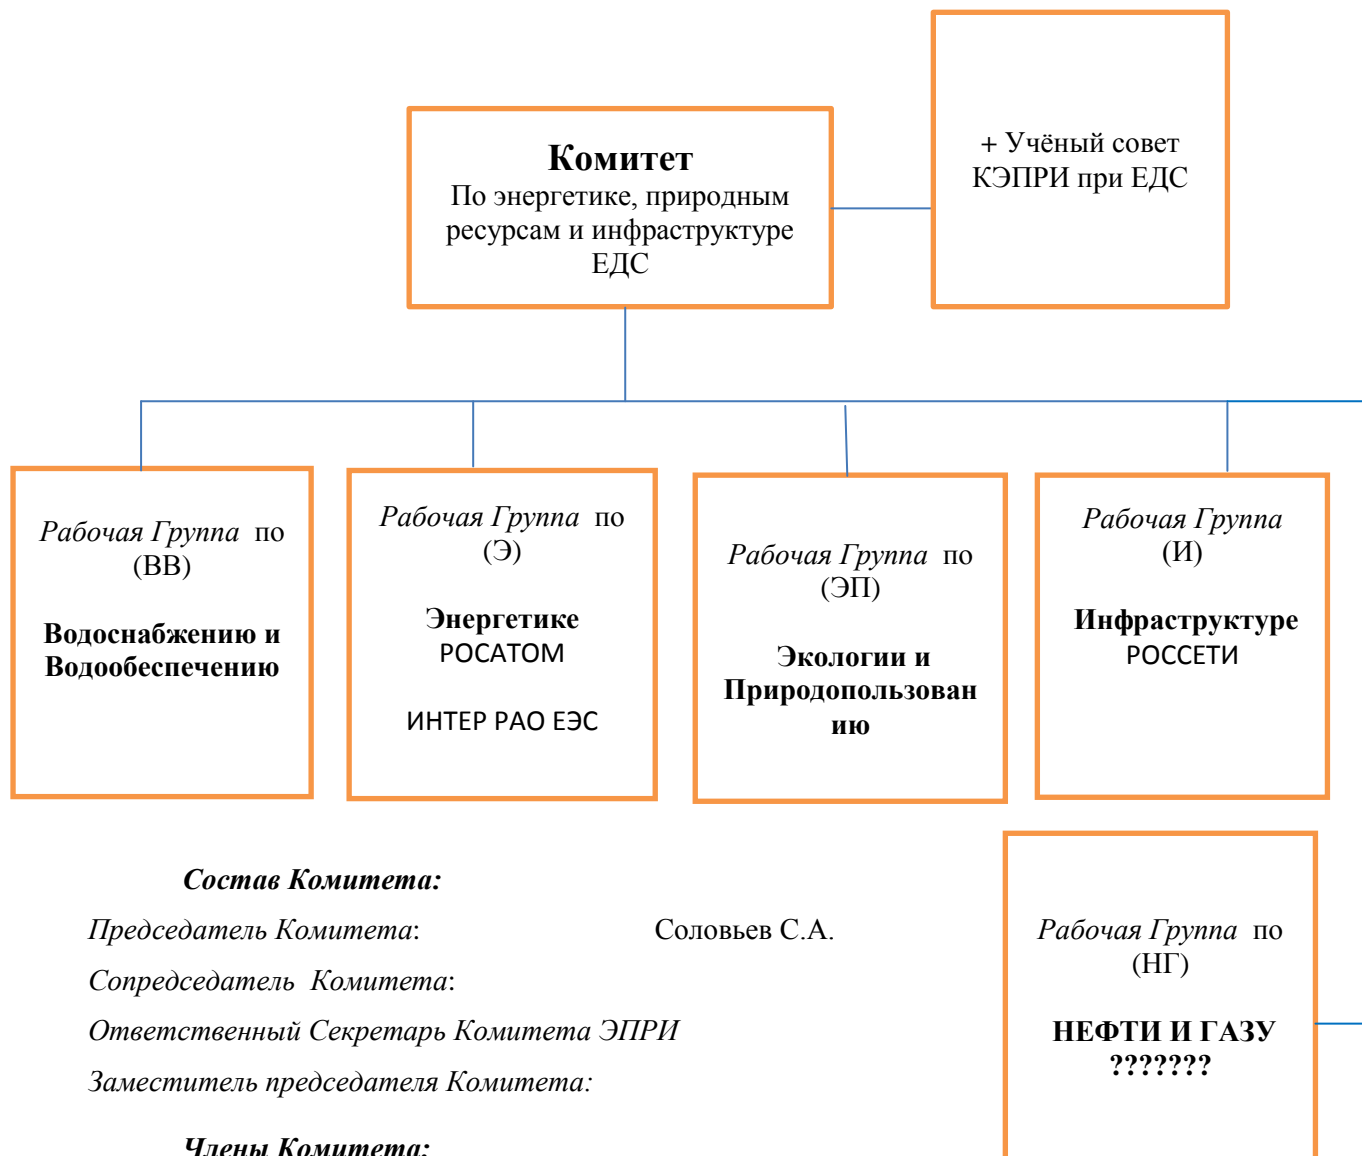 Комитет
По энергетике, природным
ресурсам и инфраструктуре
ЕДС
+ Учёный совет
КЭПРИ при ЕДС
Рабочая Группа по
(ВВ)
Водоснабжению и
Водообеспечению
Рабочая Группа по
(Э)
Энергетике
РОСАТОМ
ИНТЕР РАО ЕЭС
Рабочая Группа по
(ЭП)
Экологии и
Природопользован
ию
Рабочая Группа
(И)
Инфраструктуре
РОССЕТИ
Состав Комитета:
Председатель Комитета: Соловьев С.А.
Сопредседатель Комитета:
Ответственный Секретарь Комитета ЭПРИ
Заместитель председателя Комитета:
Члены Комитета:
Рабочая Группа по
(НГ)
НЕФТИ И ГАЗУ
???????